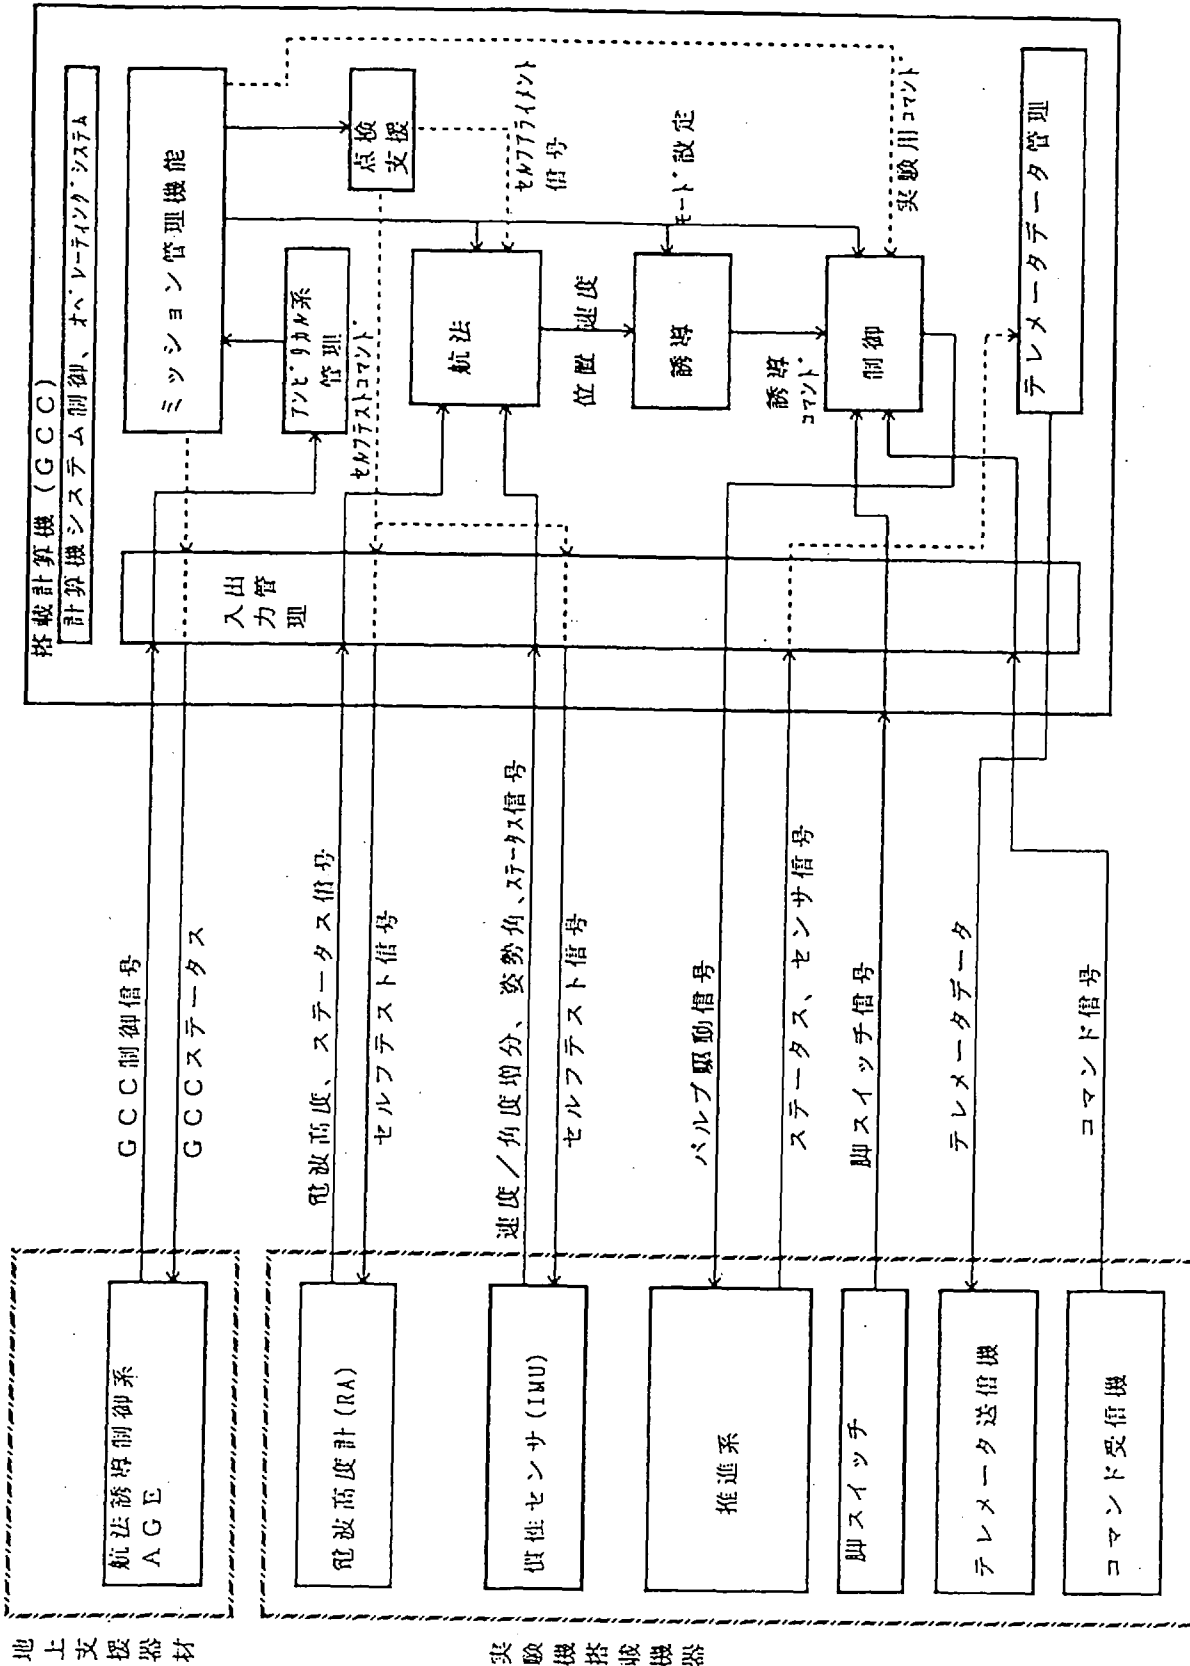 搭載計算機（ＧＣＣ）
計算機システム制御、オペレーティングシステム
ミッション管理機能
点検
支援
アンビリカル系
管理
セルフテストコマンド
セルフアライメント
信号
航法
位置
速度
モード設定
誘導
誘導
コマンド
制御
実験用コマンド
テレメータデータ管理
入出
力管
理
ＧＣＣ制御信号
ＧＣＣステータス
電波高度、ステータス信号
セルフテスト信号
速度／角度増分、姿勢角、ステータス信号
セルフテスト信号
バルブ駆動信号
ステータス、センサ信号
脚スイッチ信号
テレメータデータ
コマンド信号
航法誘導制御系
ＡＧＥ
電波高度計(RA)
慣性センサ(IMU)
推進系
脚スイッチ
テレメータ送信機
コマンド受信機
地上支援器材
実験機搭載機器